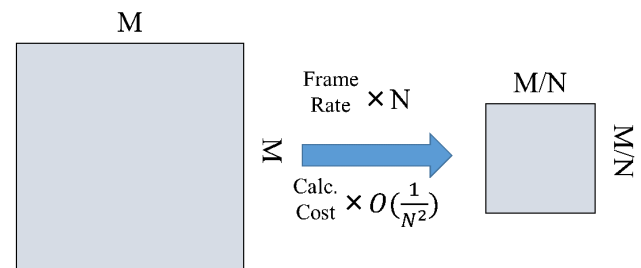 M
M
Frame
Rate × N
Calc.
Cost × O(1/N²)
M/N
M/N